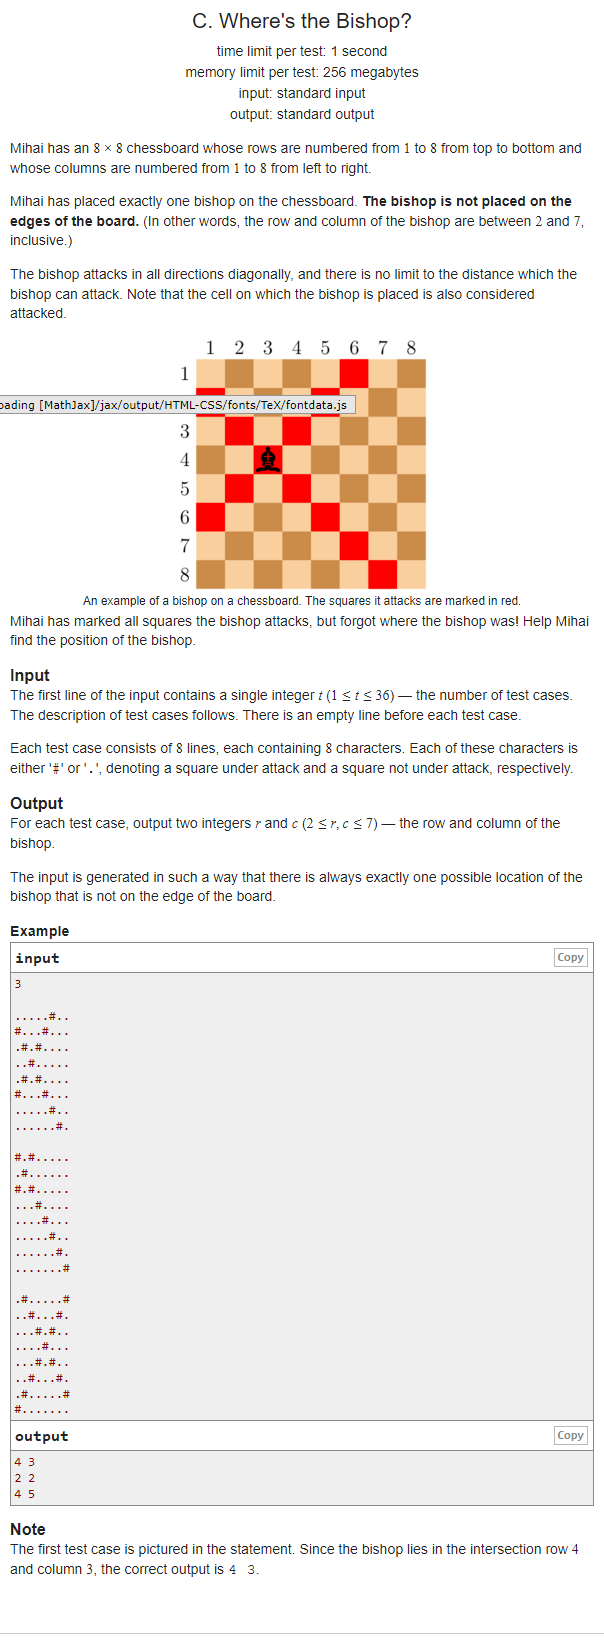 C. Where's the Bishop?
time limit per test: 1 second
memory limit per test: 256 megabytes
input: standard input
output: standard output
Mihai has an 8 × 8 chessboard whose rows are numbered from 1 to 8 from top to bottom and
whose columns are numbered from 1 to 8 from left to right.
Mihai has placed exactly one bishop on the chessboard. The bishop is not placed on the
edges of the board. (In other words, the row and column of the bishop are between 2 and 7,
inclusive.)
The bishop attacks in all directions diagonally, and there is no limit to the distance which the
bishop can attack. Note that the cell on which the bishop is placed is also considered
attacked.
1 2 3 4 5 6 7 8
1
oading [MathJax]/jax/output/HTML-CSS/fonts/TeX/fontdata.js
3
4
5
6
7
8
An example of a bishop on a chessboard. The squares it attacks are marked in red.
Mihai has marked all squares the bishop attacks, but forgot where the bishop was! Help Mihai
find the position of the bishop.
Input
The first line of the input contains a single integer t (1 ≤ t ≤ 36) — the number of test cases.
The description of test cases follows. There is an empty line before each test case.
Each test case consists of 8 lines, each containing 8 characters. Each of these characters is
either '#' or '.', denoting a square under attack and a square not under attack, respectively.
Output
For each test case, output two integers r and c (2 ≤ r, c ≤ 7) — the row and column of the
bishop.
The input is generated in such a way that there is always exactly one possible location of the
bishop that is not on the edge of the board.
Example
input Copy
3
.....#..
#...#...
.#.#....
..#.....
.#.#....
#...#...
.....#..
......#.
#.#.....
.#......
#.#.....
...#....
....#...
.....#..
......#.
.......#
.#.....#
..#...#.
...#.#..
....#...
...#.#..
..#...#.
.#.....#
#.......
output Copy
4 3
2 2
4 5
Note
The first test case is pictured in the statement. Since the bishop lies in the intersection row 4
and column 3, the correct output is 4 3.